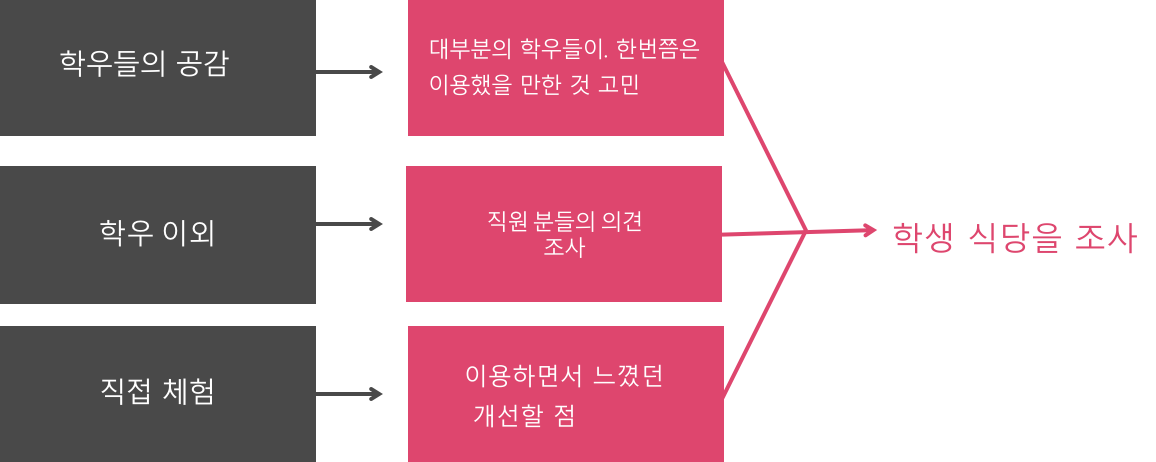 학우들의 공감
대부분의 학우들이. 한번쯤은
이용했을 만한 것 고민
학우 이외
직원 분들의 의견
조사
직접 체험
이용하면서 느꼈던
개선할 점
학생 식당을 조사